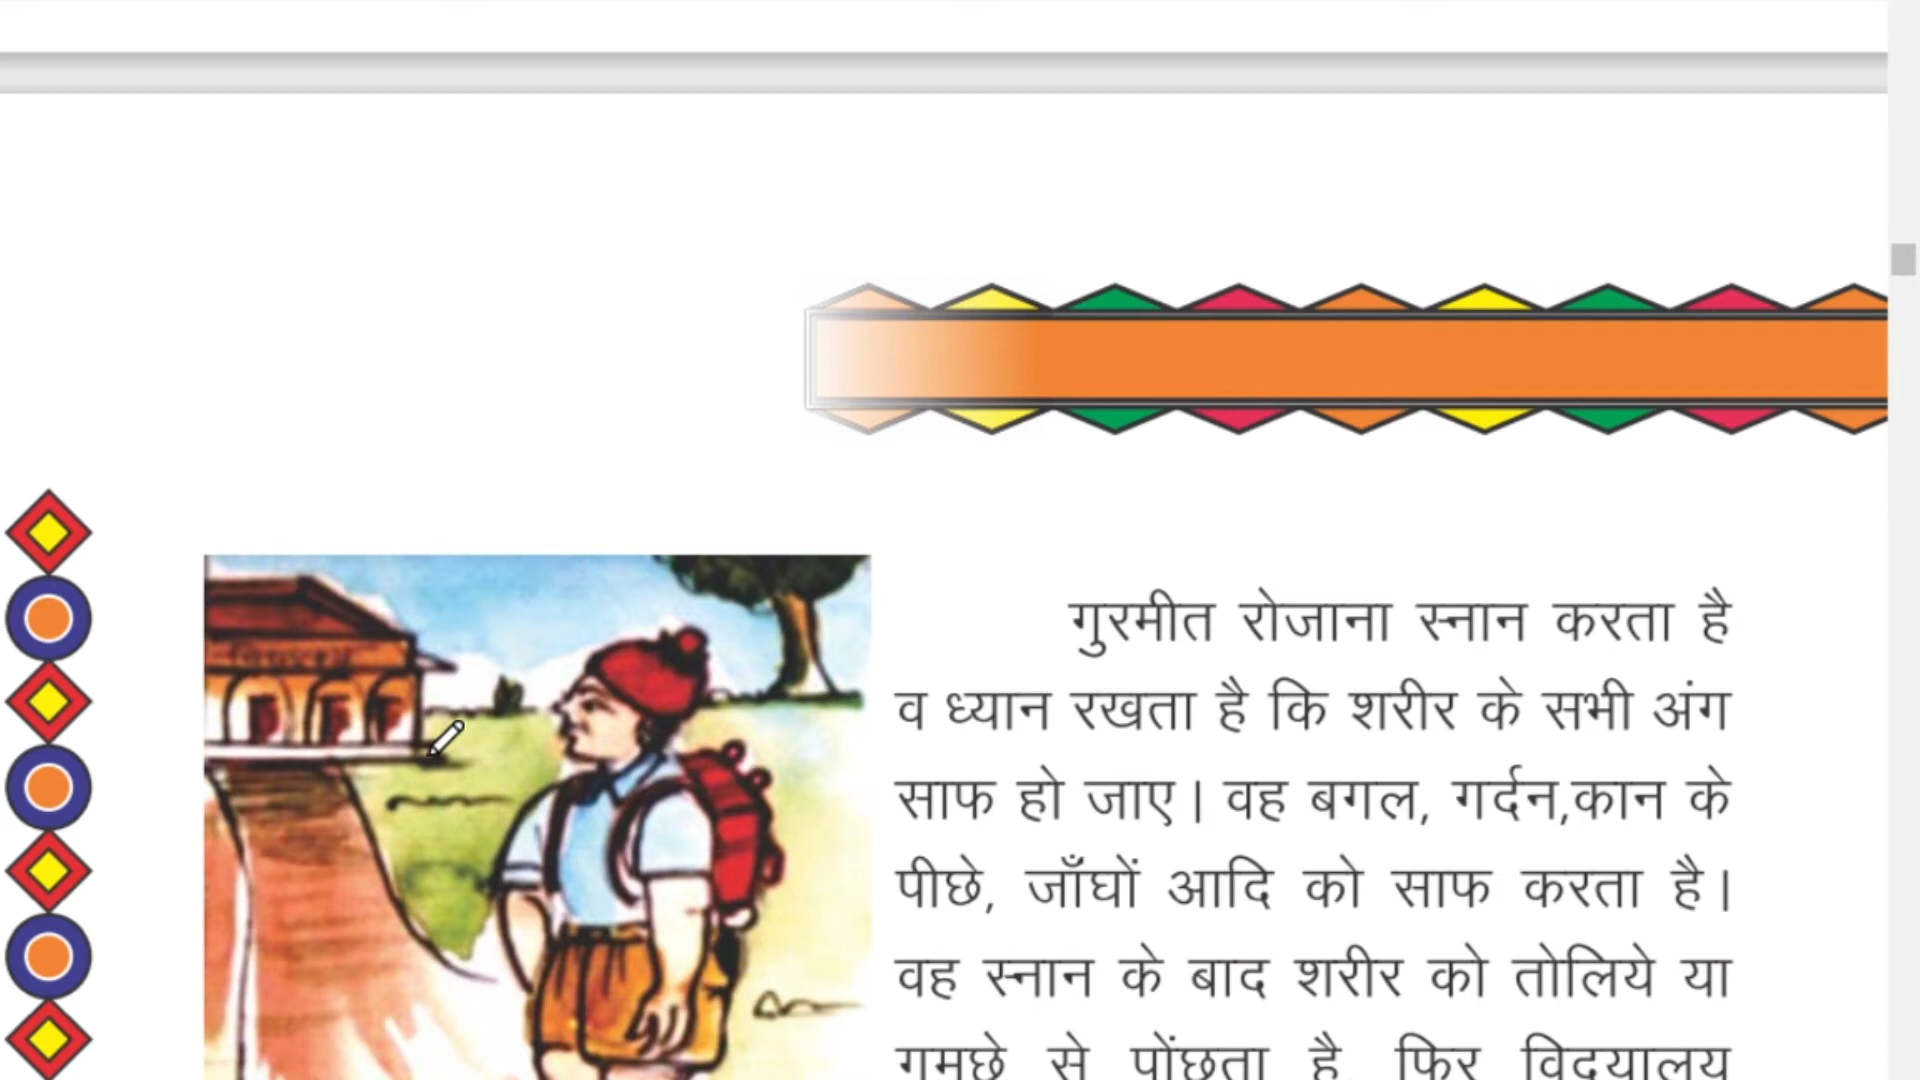 गुरमीत रोजाना स्नान करता है
व ध्यान रखता है कि शरीर के सभी अंग
साफ हो जाए। वह बगल, गर्दन,कान के
पीछे, जाँघों आदि को साफ करता है।
वह स्नान के बाद शरीर को तोलिये या
गमछे से पोंछता है, फिर विद्यालय